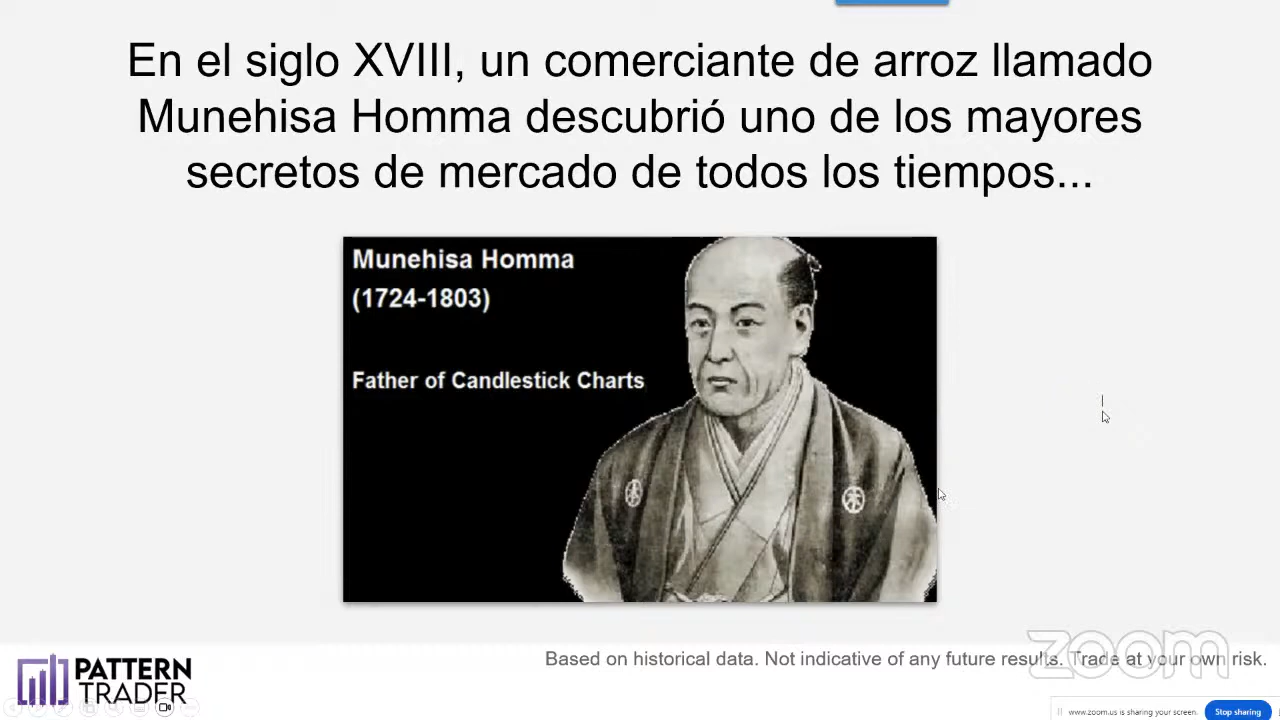 En el siglo XVIII, un comerciante de arroz llamado
Munehisa Homma descubrió uno de los mayores
secretos de mercado de todos los tiempos...
Munehisa Homma
(1724-1803)
Father of Candlestick Charts
zoom
Based on historical data. Not indicative of any future results. Trade at your own risk.
PATTERN
TRADER
www.zoom.us is sharing your screen.
Stop sharing